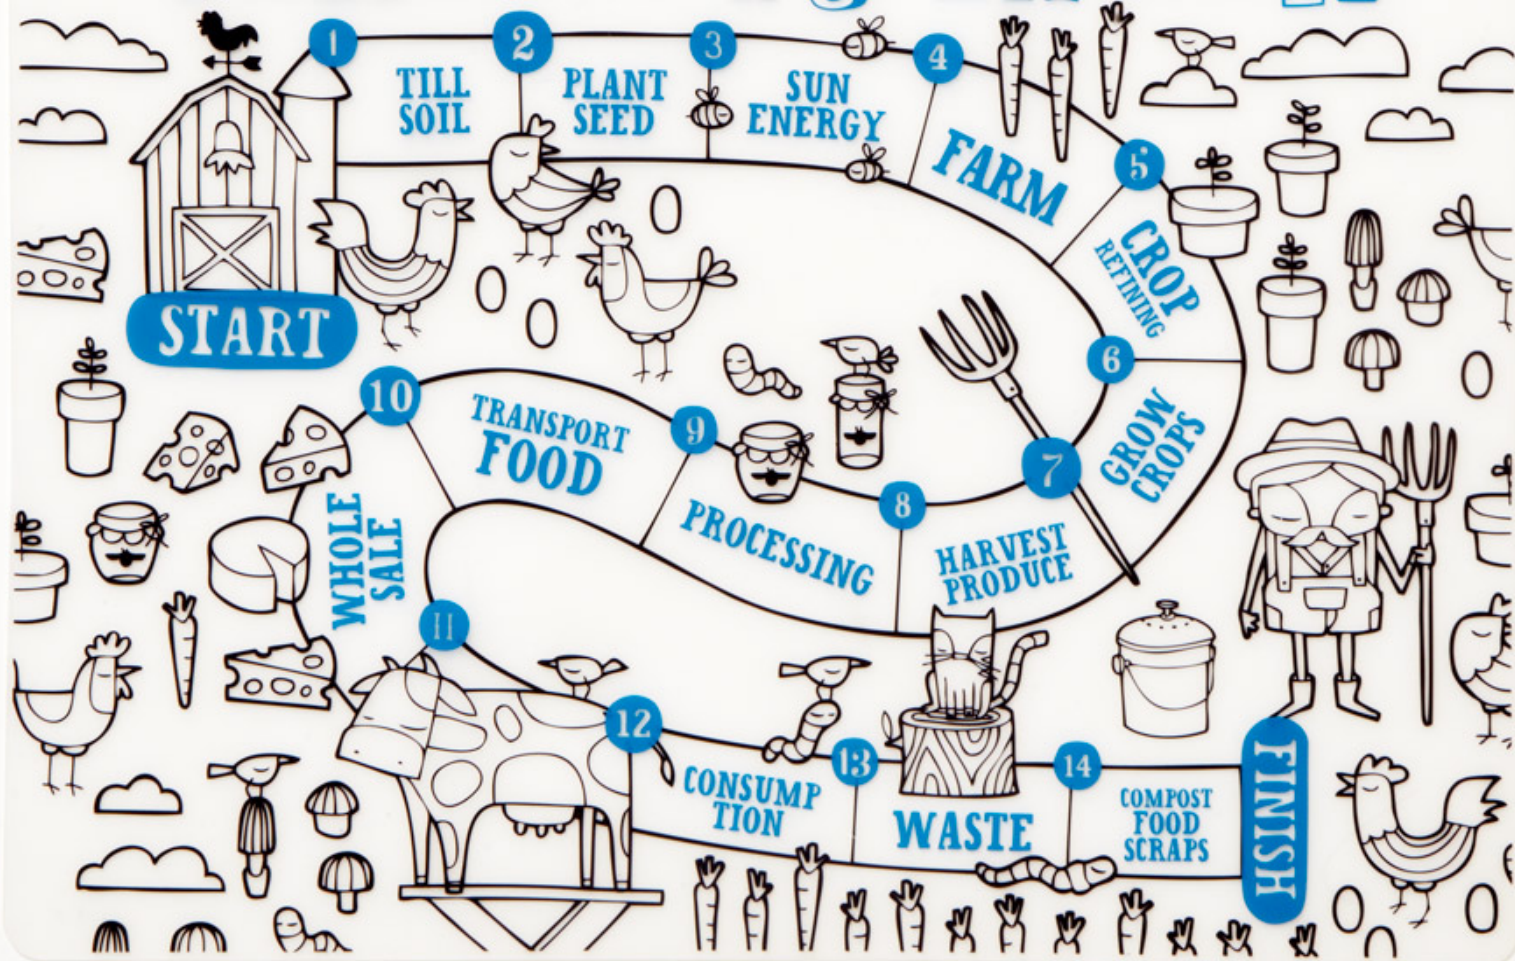 START
1
TILL
SOIL
2
PLANT
SEED
3
SUN
ENERGY
4
FARM
5
CROP
REFINING
6
GROW
CROPS
7
HARVEST
PRODUCE
8
PROCESSING
9
TRANSPORT
FOOD
10
WHOLE
SALE
11
12
CONSUMP
TION
13
WASTE
14
COMPOST
FOOD
SCRAPS
FINISH